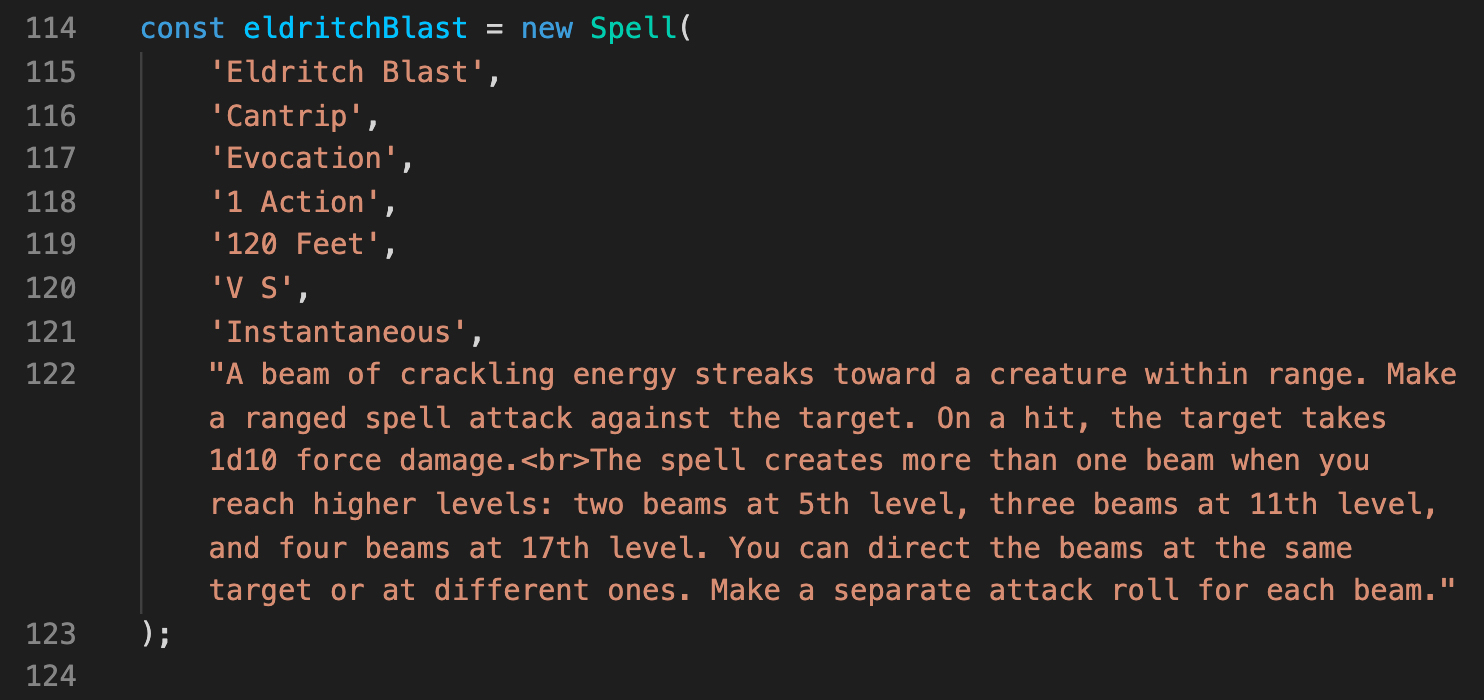 114 const eldritchBlast = new Spell(
115 'Eldritch Blast',
116 'Cantrip',
117 'Evocation',
118 '1 Action',
119 '120 Feet',
120 'V S',
121 'Instantaneous',
122 "A beam of crackling energy streaks toward a creature within range. Make
a ranged spell attack against the target. On a hit, the target takes
1d10 force damage.<br>The spell creates more than one beam when you
reach higher levels: two beams at 5th level, three beams at 11th level,
and four beams at 17th level. You can direct the beams at the same
target or at different ones. Make a separate attack roll for each beam."
123 );
124